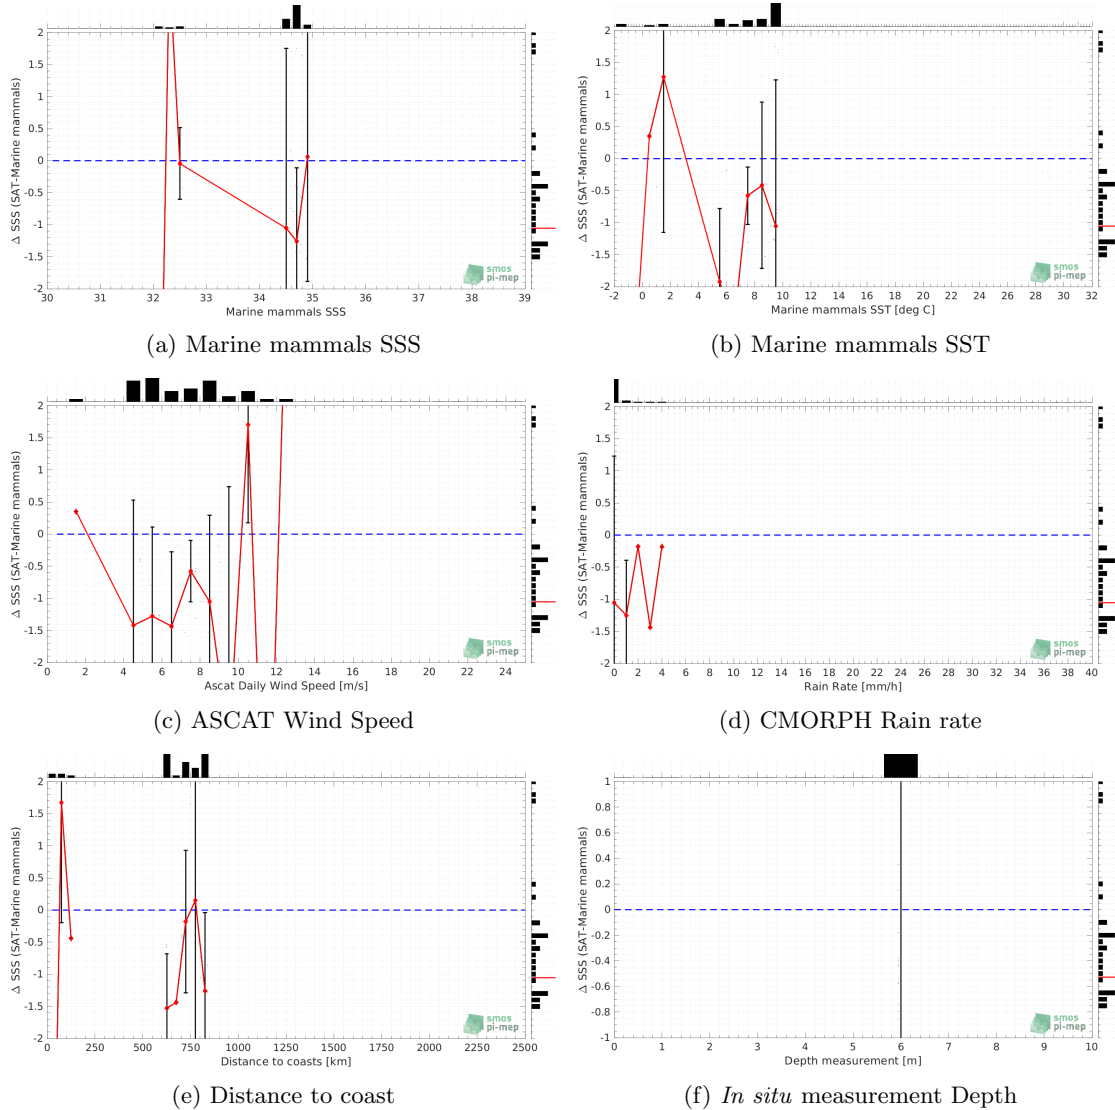 2
1.5
1
0.5
0
-0.5
-1
-1.5
-2
Δ SSS (SAT-Marine mammals)
30 31 32 33 34 35 36 37 38 39
Marine mammals SSS
smos
pi-mep
(a) Marine mammals SSS
2
1.5
1
0.5
0
-0.5
-1
-1.5
-2
Δ SSS (SAT-Marine mammals)
-2 0 2 4 6 8 10 12 14 16 18 20 22 24 26 28 30 32
Marine mammals SST [deg C]
smos
pi-mep
(b) Marine mammals SST
2
1.5
1
0.5
0
-0.5
-1
-1.5
-2
Δ SSS (SAT-Marine mammals)
0 2 4 6 8 10 12 14 16 18 20 22 24
Ascat Daily Wind Speed [m/s]
smos
pi-mep
(c) ASCAT Wind Speed
2
1.5
1
0.5
0
-0.5
-1
-1.5
-2
Δ SSS (SAT-Marine mammals)
0 2 4 6 8 10 12 14 16 18 20 22 24 26 28 30 32 34 36 38 40
Rain Rate [mm/h]
smos
pi-mep
(d) CMORPH Rain rate
2
1.5
1
0.5
0
-0.5
-1
-1.5
-2
Δ SSS (SAT-Marine mammals)
0 250 500 750 1000 1250 1500 1750 2000 2250 2500
Distance to coasts [km]
smos
pi-mep
(e) Distance to coast
1
0.8
0.6
0.4
0.2
0
-0.2
-0.4
-0.6
-0.8
-1
Δ SSS (SAT-Marine mammals)
0 1 2 3 4 5 6 7 8 9 10
Depth measurement [m]
smos
pi-mep
(f) In situ measurement Depth